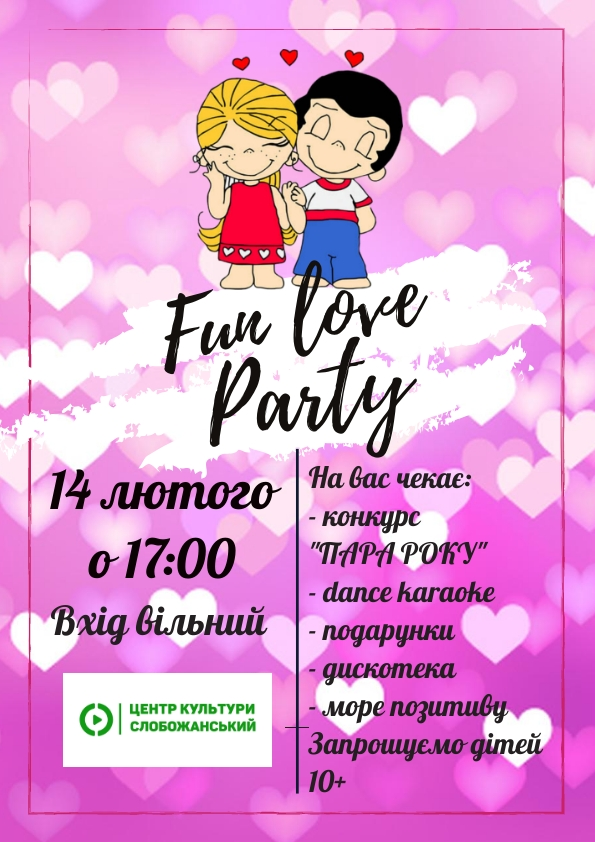 Fun love
Party
14 лютого
о 17:00
Вхід вільний
ЦЕНТР КУЛЬТУРИ
СЛОБОЖАНСЬКИЙ
На вас чекає:
- конкурс
"ПАРА РОКУ"
- dance karaoke
- подарунки
- дискотека
- море позитиву
Запрошуємо дітей
10+